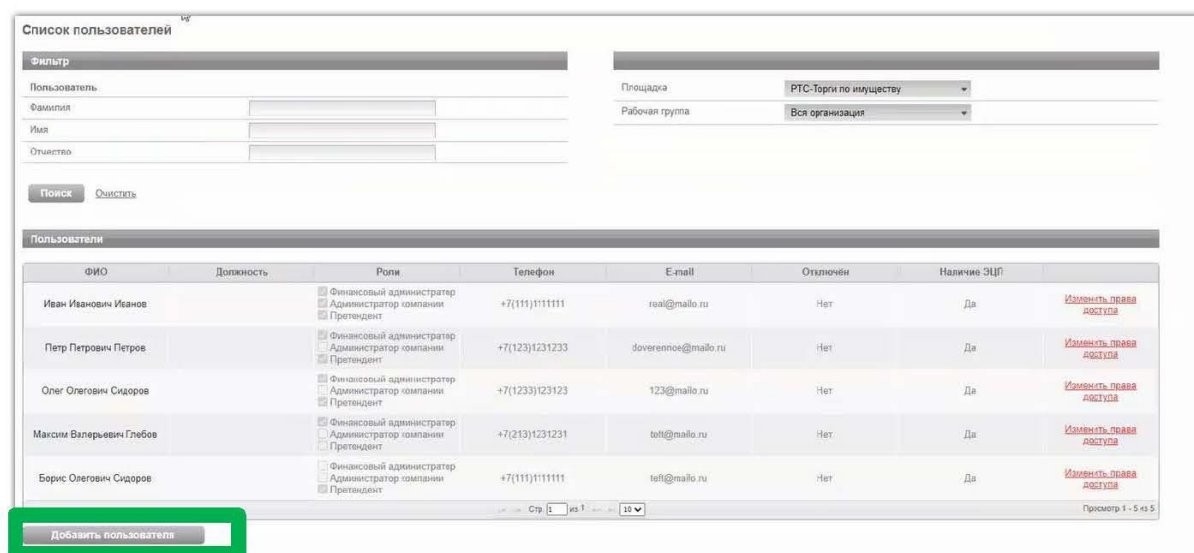 Список пользователей
Фильтр
Пользователь
Фамилия
Имя
Отчество
Площадка РТС-Торги по имуществу
Рабочая группа Вся организация
Поиск Очистить
Пользователи
ФИО Должность Роли Телефон E-mail Отключён Наличие ЭЦП
Иван Иванович Иванов Финансовый администратор +7(111)1111111 real@mailo.ru Нет Да Изменить права
Администратор компании доступа
Претендент
Петр Петрович Петров Финансовый администратор +7(123)1231233 doverennoe@mailo.ru Нет Да Изменить права
Администратор компании доступа
Претендент
Олег Олегович Сидоров Финансовый администратор +7(1233)123123 123@mailo.ru Нет Да Изменить права
Администратор компании доступа
Претендент
Максим Валерьевич Глебов Финансовый администратор +7(213)1231231 Нет Да Изменить права
Администратор компании доступа
Претендент
Борис Олегович Сидоров Финансовый администратор +7(111)1111111 Нет Да Изменить права
Администратор компании доступа
Претендент
Стр. 1 из 1 10 Просмотр 1 - 5 из 5
Добавить пользователя